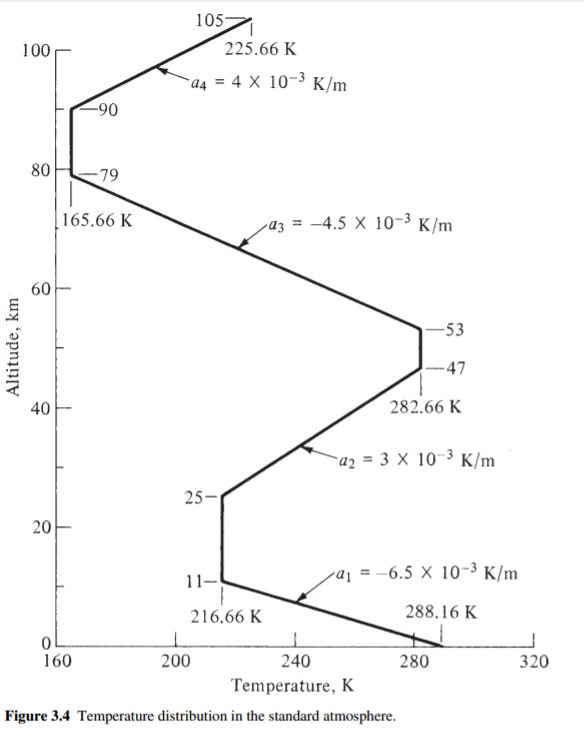 105
100
225.66 K
a4 = 4 × 10⁻³ K/m
90
80
79
165.66 K
a3 = −4.5 × 10⁻³ K/m
60
53
47
Altitude, km
40
282.66 K
a2 = 3 × 10⁻³ K/m
25
20
11
a1 = −6.5 × 10⁻³ K/m
216.66 K
288.16 K
0
160 200 240 280 320
Temperature, K
Figure 3.4 Temperature distribution in the standard atmosphere.